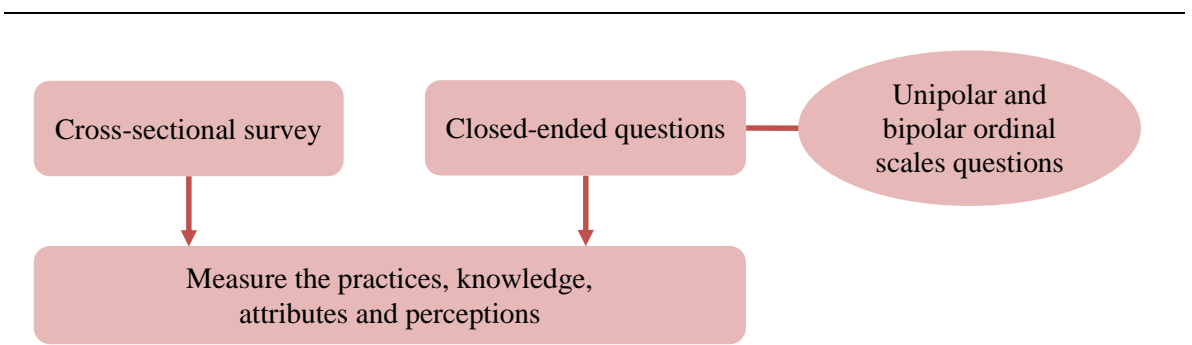 Cross-sectional survey
Closed-ended questions
Unipolar and
bipolar ordinal
scales questions
Measure the practices, knowledge,
attributes and perceptions